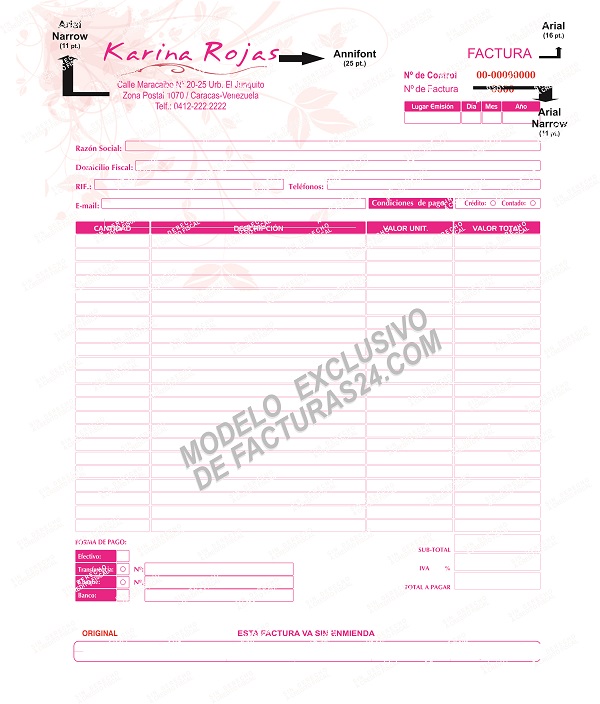 Arial
Narrow
(11 pt.)
Karina Rojas
Annifont
(25 pt.)
Arial
(16 pt.)
FACTURA
Calle Maracaibo Nº 20-25 Urb. El Junquito
Zona Postal 1070 / Caracas-Venezuela
Telf.: 0412-222.2222
Nº de Control 00-00000000
Nº de Factura 0000
Arial
Narrow
(11 pt.)
Lugar Emisión Dia Mes Año
Razón Social:
Domicilio Fiscal:
RIF.: Teléfonos:
E-mail: Condiciones de pago: Crédito: Contado:
CANTIDAD DESCRIPCIÓN VALOR UNIT. VALOR TOTAL
MODELO EXCLUSIVO
DE FACTURAS24.COM
FORMA DE PAGO:
Efectivo:
Transferencia: Nº:
Cheque: Nº:
Banco:
SUB-TOTAL
IVA %
TOTAL A PAGAR
ORIGINAL ESTA FACTURA VA SIN ENMIENDA